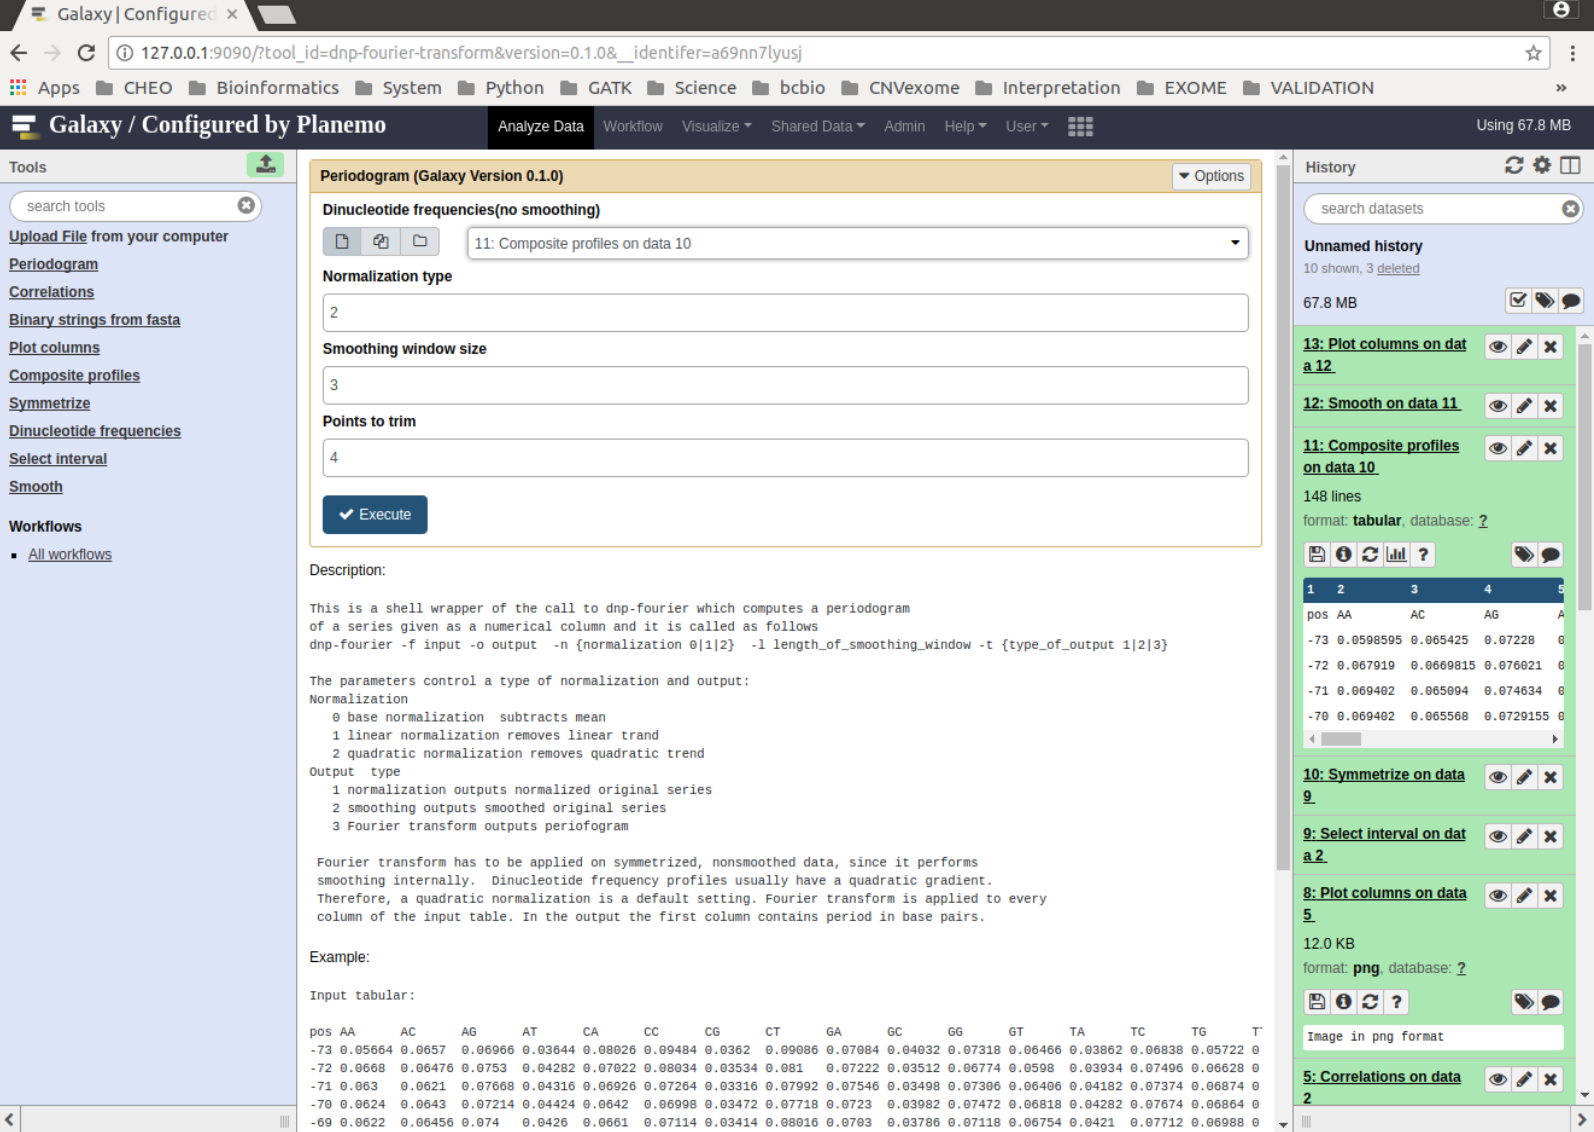 Galaxy | Configured
127.0.0.1:9090/?tool_id=dnp-fourier-transform&version=0.1.0&__identifer=a69nn7lyusj
Apps CHEO Bioinformatics System Python GATK Science bcbio CNVexome Interpretation EXOME VALIDATION »
Galaxy / Configured by Planemo
Analyze Data Workflow Visualize Shared Data Admin Help User
Using 67.8 MB
Tools
search tools
Upload File from your computer
Periodogram
Correlations
Binary strings from fasta
Plot columns
Composite profiles
Symmetrize
Dinucleotide frequencies
Select interval
Smooth
Workflows
All workflows
Periodogram (Galaxy Version 0.1.0)
Options
Dinucleotide frequencies(no smoothing)
11: Composite profiles on data 10
Normalization type
2
Smoothing window size
3
Points to trim
4
Execute
Description:
This is a shell wrapper of the call to dnp-fourier which computes a periodogram
of a series given as a numerical column and it is called as follows
dnp-fourier -f input -o output  -n {normalization 0|1|2}  -l length_of_smoothing_window -t {type_of_output 1|2|3}
The parameters control a type of normalization and output:
Normalization
0 base normalization  subtracts mean
1 linear normalization removes linear trand
2 quadratic normalization removes quadratic trend
Output  type
1 normalization outputs normalized original series
2 smoothing outputs smoothed original series
3 Fourier transform outputs periofogram
Fourier transform has to be applied on symmetrized, nonsmoothed data, since it performs
smoothing internally.  Dinucleotide frequency profiles usually have a quadratic gradient.
Therefore, a quadratic normalization is a default setting. Fourier transform is applied to every
column of the input table. In the output the first column contains period in base pairs.
Example:
Input tabular:
pos AA AC AG AT CA CC CG CT GA GC GG GT TA TC TG T
-73 0.05664 0.0657 0.06966 0.03644 0.08026 0.09484 0.0362 0.09086 0.07084 0.04032 0.07318 0.06466 0.03862 0.06838 0.05722 0
-72 0.0668 0.06476 0.0753 0.04282 0.07022 0.08034 0.03534 0.081 0.07222 0.03512 0.06774 0.0598 0.03934 0.07496 0.06628 0
-71 0.063 0.0621 0.07668 0.04316 0.06926 0.07264 0.03316 0.07992 0.07546 0.03498 0.07306 0.06406 0.04182 0.07374 0.06874 0
-70 0.0624 0.0643 0.07214 0.04424 0.0642 0.06998 0.03472 0.07718 0.0723 0.03982 0.07472 0.06818 0.04282 0.07674 0.06864 0
-69 0.0622 0.06456 0.074 0.0426 0.0661 0.07114 0.03414 0.08016 0.0703 0.03786 0.07118 0.06754 0.0421 0.07712 0.06988 0
History
search datasets
Unnamed history
10 shown, 3 deleted
67.8 MB
13: Plot columns on dat
a 12
12: Smooth on data 11
11: Composite profiles
on data 10
148 lines
format: tabular, database: ?
?
1 2 3 4 5
pos AA AC AG A
-73 0.0598595 0.065425 0.07228 0
-72 0.067919 0.0669815 0.076021 0
-71 0.069402 0.065094 0.074634 0
-70 0.069402 0.065568 0.0729155 0
10: Symmetrize on data
9
9: Select interval on dat
a 2
8: Plot columns on data
5
12.0 KB
format: png, database: ?
?
Image in png format
5: Correlations on data
2